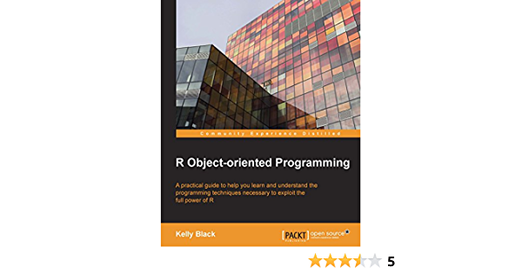 Community Experience Distilled
R Object-oriented Programming
A practical guide to help you learn and understand the
programming techniques necessary to exploit the
full power of R
Kelly Black
[PACKT]
PUBLISHING
open source
5